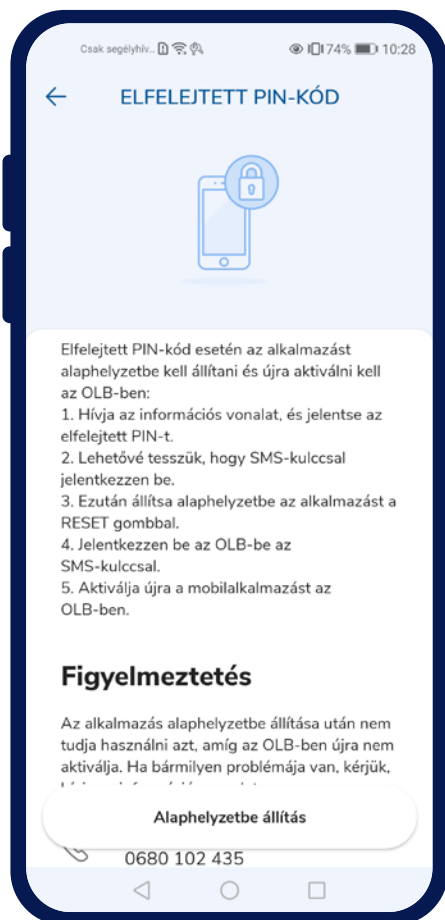 Csak segélyhív...
74%
10:28
ELFELEJTETT PIN-KÓD
Elfelejtett PIN-kód esetén az alkalmazást
alaphelyzetbe kell állítani és újra aktiválni kell
az OLB-ben:
1. Hívja az információs vonalat, és jelentse az
elfelejtett PIN-t.
2. Lehetővé tesszük, hogy SMS-kulccsal
jelentkezzen be.
3. Ezután állítsa alaphelyzetbe az alkalmazást a
RESET gombbal.
4. Jelentkezzen be az OLB-be az
SMS-kulccsal.
5. Aktiválja újra a mobilalkalmazást az
OLB-ben.
Figyelmeztetés
Az alkalmazás alaphelyzetbe állítása után nem
tudja használni azt, amíg az OLB-ben újra nem
aktiválja. Ha bármilyen problémája van, kérjük,
Alaphelyzetbe állítás
0680 102 435